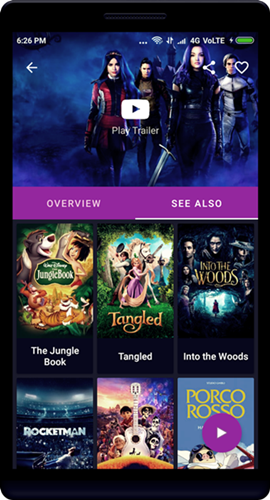 6:26 PM ... 4G VoLTE
Play Trailer
OVERVIEW SEE ALSO
WALT DISNEY
The
JUNGLE BOOK
DISNEY
Tangled
INTO THE
WOODS
The Jungle
Book
Tangled
Into the Woods
ROCKETMAN
PORCO
ROSSO